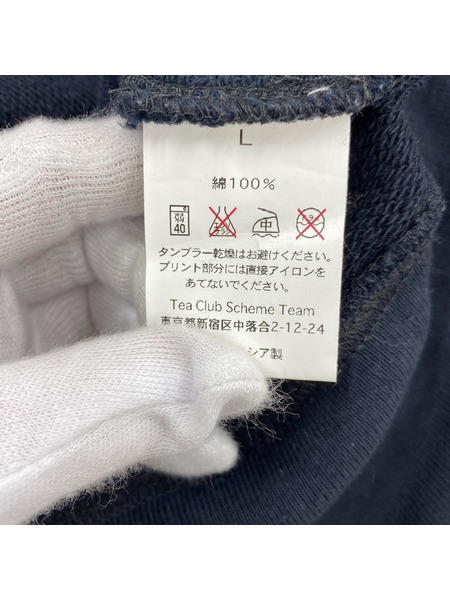 L
綿100%
40
中
タンブラー乾燥はお避けください。
プリント部分には直接アイロンを
あてないでください。
Tea Club Scheme Team
東京都新宿区中落合2-12-24
シア製